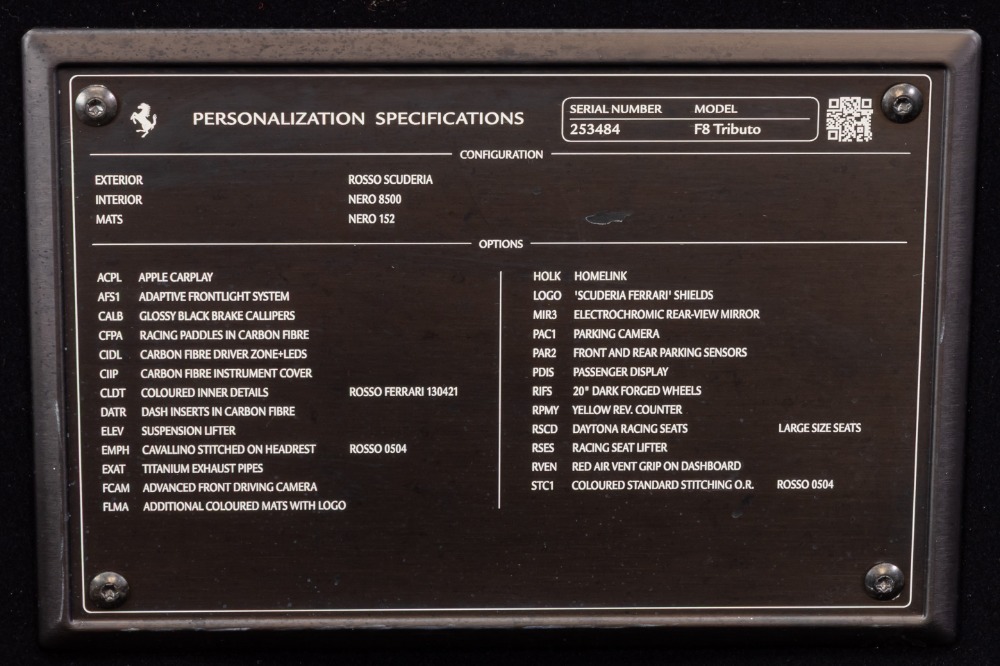 PERSONALIZATION SPECIFICATIONS
SERIAL NUMBER MODEL
253484 F8 Tributo
CONFIGURATION
EXTERIOR ROSSO SCUDERIA
INTERIOR NERO 8500
MATS NERO 152
OPTIONS
ACPL APPLE CARPLAY
AFS1 ADAPTIVE FRONTLIGHT SYSTEM
CALB GLOSSY BLACK BRAKE CALLIPERS
CFPA RACING PADDLES IN CARBON FIBRE
CIDL CARBON FIBRE DRIVER ZONE+LEDS
CIIP CARBON FIBRE INSTRUMENT COVER
CLDT COLOURED INNER DETAILS ROSSO FERRARI 130421
DATR DASH INSERTS IN CARBON FIBRE
ELEV SUSPENSION LIFTER
EMPH CAVALLINO STITCHED ON HEADREST ROSSO 0504
EXAT TITANIUM EXHAUST PIPES
FCAM ADVANCED FRONT DRIVING CAMERA
FLMA ADDITIONAL COLOURED MATS WITH LOGO
HOLK HOMELINK
LOGO 'SCUDERIA FERRARI' SHIELDS
MIR3 ELECTROCHROMIC REAR-VIEW MIRROR
PAC1 PARKING CAMERA
PAR2 FRONT AND REAR PARKING SENSORS
PDIS PASSENGER DISPLAY
RIFS 20" DARK FORGED WHEELS
RPMY YELLOW REV. COUNTER
RSCD DAYTONA RACING SEATS LARGE SIZE SEATS
RSES RACING SEAT LIFTER
RVEN RED AIR VENT GRIP ON DASHBOARD
STC1 COLOURED STANDARD STITCHING O.R. ROSSO 0504